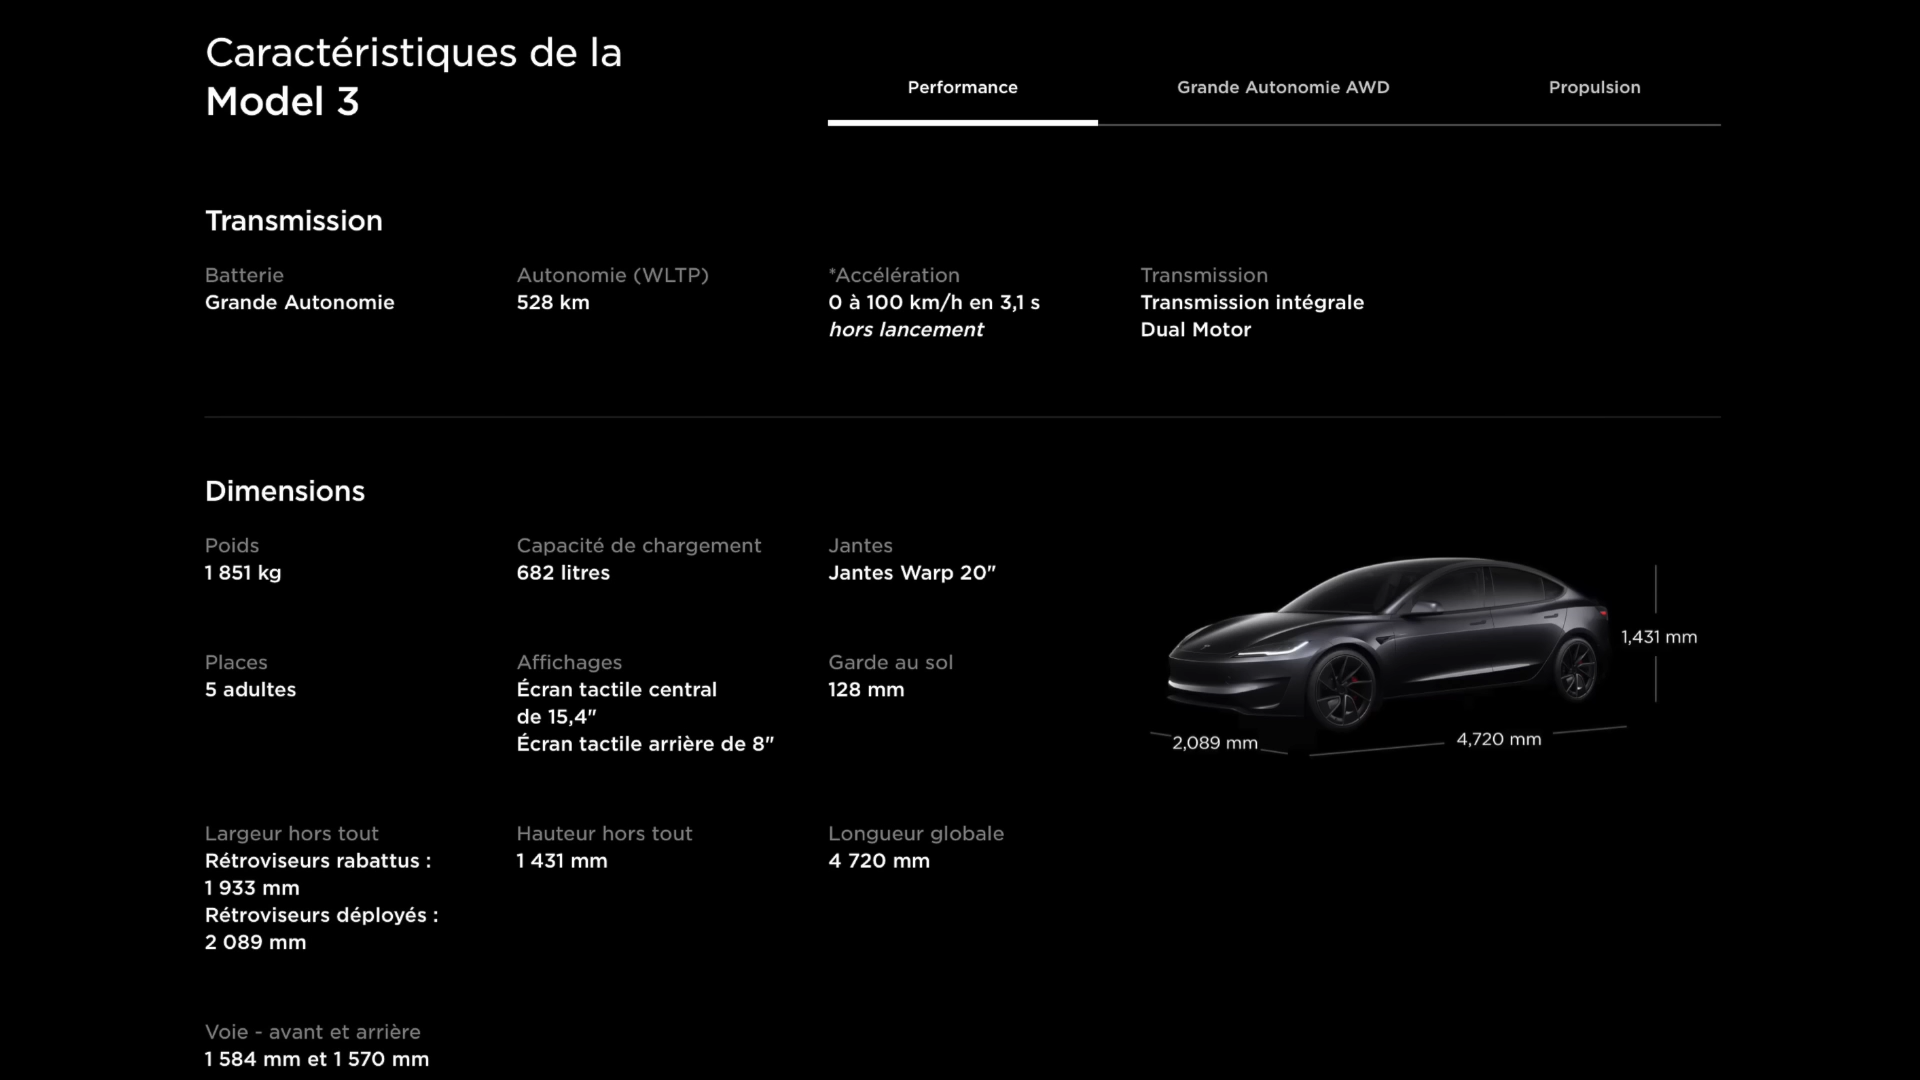 Caractéristiques de la
Model 3
Performance
Grande Autonomie AWD
Propulsion
Transmission
Batterie
Grande Autonomie
Autonomie (WLTP)
528 km
*Accélération
0 à 100 km/h en 3,1 s
hors lancement
Transmission
Transmission intégrale
Dual Motor
Dimensions
Poids
1 851 kg
Capacité de chargement
682 litres
Jantes
Jantes Warp 20"
Places
5 adultes
Affichages
Écran tactile central
de 15,4"
Écran tactile arrière de 8"
Garde au sol
128 mm
1,431 mm
2,089 mm
4,720 mm
Largeur hors tout
Rétroviseurs rabattus :
1 933 mm
Rétroviseurs déployés :
2 089 mm
Hauteur hors tout
1 431 mm
Longueur globale
4 720 mm
Voie - avant et arrière
1 584 mm et 1 570 mm